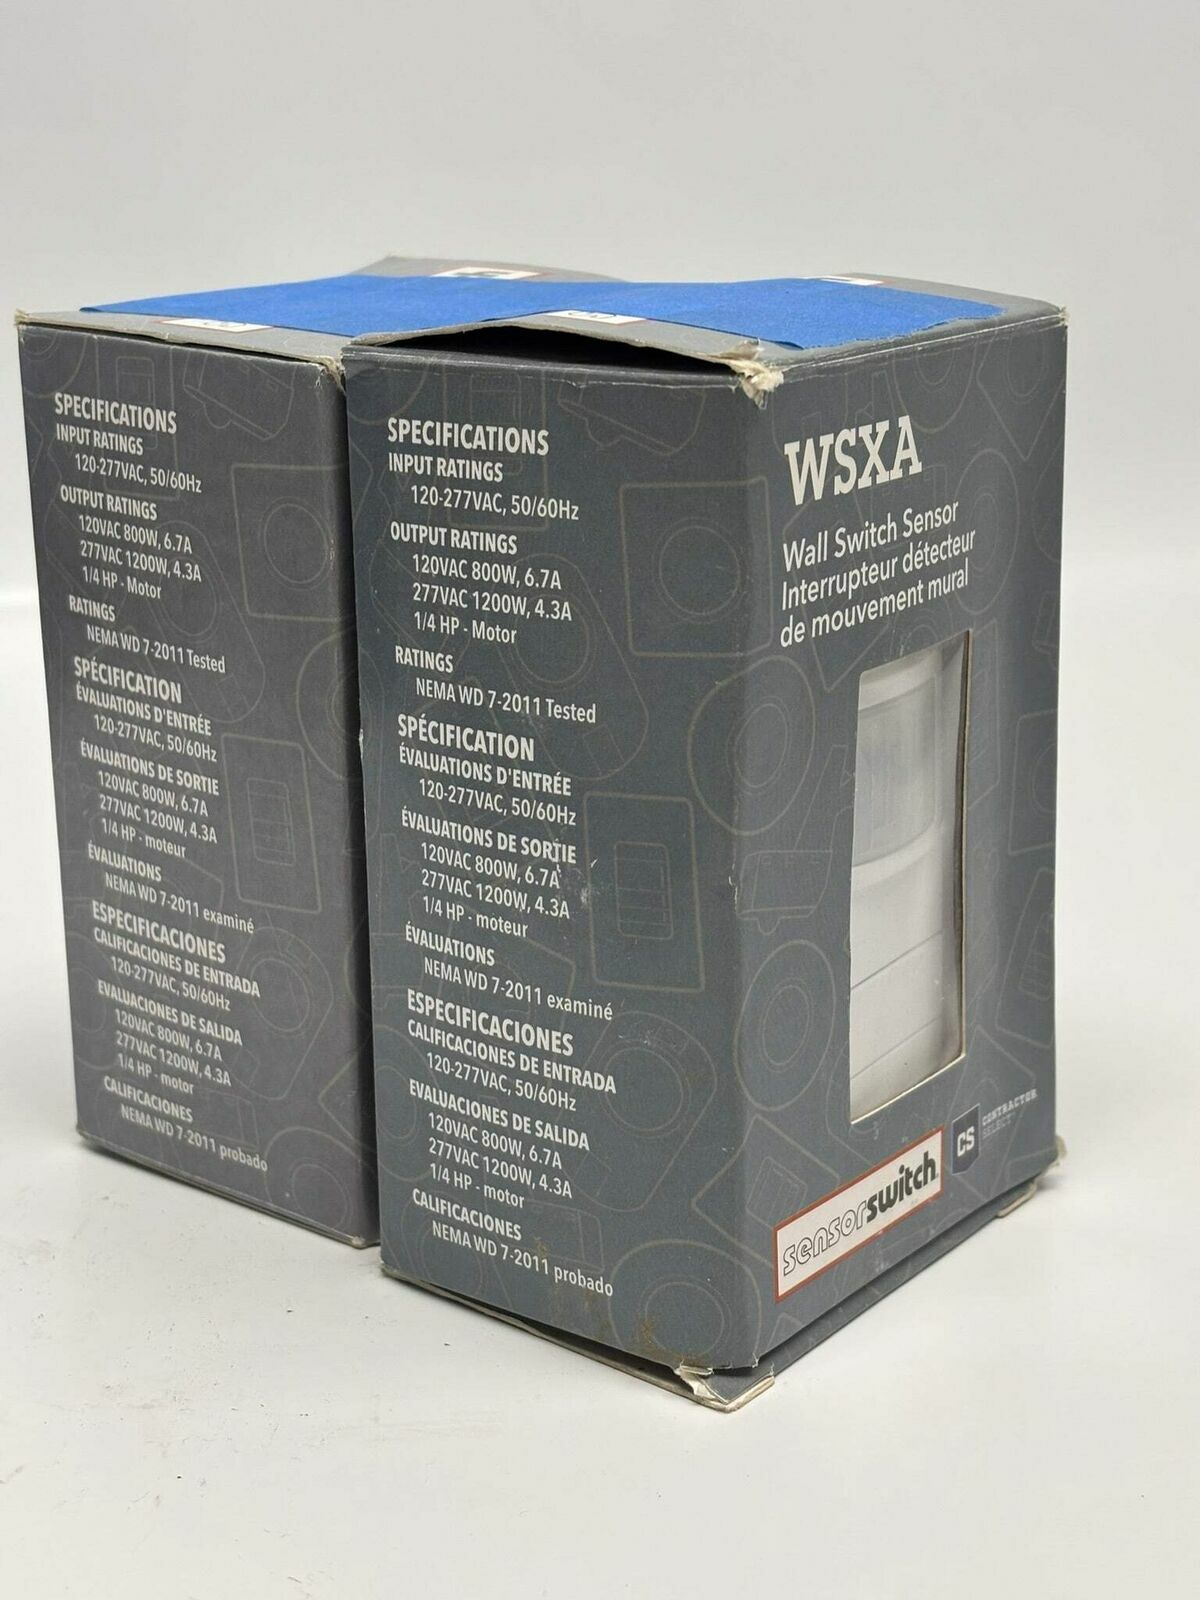 SPECIFICATIONS
INPUT RATINGS
120-277VAC, 50/60Hz
OUTPUT RATINGS
120VAC 800W, 6.7A
277VAC 1200W, 4.3A
1/4 HP - Motor
RATINGS
NEMA WD 7-2011 Tested
SPÉCIFICATION
ÉVALUATIONS D'ENTRÉE
120-277VAC, 50/60Hz
ÉVALUATIONS DE SORTIE
120VAC 800W, 6.7A
277VAC 1200W, 4.3A
1/4 HP - moteur
ÉVALUATIONS
NEMA WD 7-2011 examiné
ESPECIFICACIONES
CALIFICACIONES DE ENTRADA
120-277VAC, 50/60Hz
EVALUACIONES DE SALIDA
120VAC 800W, 6.7A
277VAC 1200W, 4.3A
1/4 HP - motor
CALIFICACIONES
NEMA WD 7-2011 probado
SPECIFICATIONS
INPUT RATINGS
120-277VAC, 50/60Hz
OUTPUT RATINGS
120VAC 800W, 6.7A
277VAC 1200W, 4.3A
1/4 HP - Motor
RATINGS
NEMA WD 7-2011 Tested
SPÉCIFICATION
ÉVALUATIONS D'ENTRÉE
120-277VAC, 50/60Hz
ÉVALUATIONS DE SORTIE
120VAC 800W, 6.7A
277VAC 1200W, 4.3A
1/4 HP - moteur
ÉVALUATIONS
NEMA WD 7-2011 examiné
ESPECIFICACIONES
CALIFICACIONES DE ENTRADA
120-277VAC, 50/60Hz
EVALUACIONES DE SALIDA
120VAC 800W, 6.7A
277VAC 1200W, 4.3A
1/4 HP - motor
CALIFICACIONES
NEMA WD 7-2011 probado
WSXA
Wall Switch Sensor
Interrupteur détecteur
de mouvement mural
CS
CONTRACTOR
SELECT™
sensorswitch